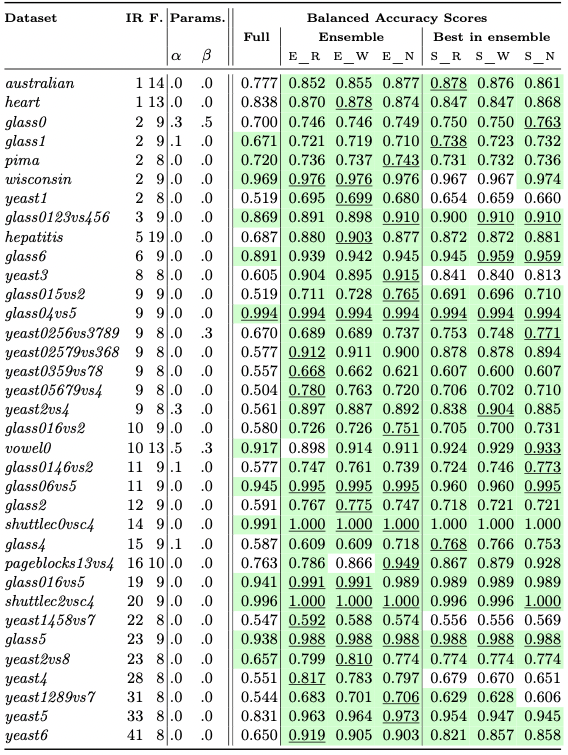 Dataset IR F. Params. Balanced Accuracy Scores
Full Ensemble Best in ensemble
α β E_R E_W E_N S_R S_W S_N
australian 1 14 .0 .0 0.777 0.852 0.855 0.877 0.878 0.876 0.861
heart 1 13 .0 .0 0.838 0.870 0.878 0.874 0.847 0.847 0.868
glass0 2 9 .3 .5 0.700 0.746 0.746 0.749 0.750 0.750 0.763
glass1 2 9 .1 .0 0.671 0.721 0.719 0.710 0.738 0.723 0.732
pima 2 8 .0 .0 0.720 0.736 0.737 0.743 0.731 0.732 0.736
wisconsin 2 9 .0 .0 0.969 0.976 0.976 0.976 0.967 0.967 0.974
yeast1 2 8 .0 .0 0.519 0.695 0.699 0.680 0.654 0.659 0.660
glass0123vs456 3 9 .0 .0 0.869 0.891 0.898 0.910 0.900 0.910 0.910
hepatitis 5 19 .0 .0 0.687 0.880 0.903 0.877 0.872 0.872 0.881
glass6 6 9 .0 .0 0.891 0.939 0.942 0.945 0.945 0.959 0.959
yeast3 8 8 .0 .0 0.605 0.904 0.895 0.915 0.841 0.840 0.813
glass015vs2 9 9 .0 .0 0.519 0.711 0.728 0.765 0.691 0.696 0.710
glass04vs5 9 9 .0 .0 0.994 0.994 0.994 0.994 0.994 0.994 0.994
yeast0256vs3789 9 8 .0 .3 0.670 0.689 0.689 0.737 0.753 0.748 0.771
yeast02579vs368 9 8 .0 .0 0.577 0.912 0.911 0.900 0.878 0.878 0.894
yeast0359vs78 9 8 .0 .0 0.557 0.668 0.662 0.621 0.607 0.600 0.607
yeast05679vs4 9 8 .0 .0 0.504 0.780 0.763 0.720 0.706 0.702 0.710
yeast2vs4 9 8 .3 .0 0.561 0.897 0.887 0.892 0.838 0.904 0.885
glass016vs2 10 9 .0 .0 0.580 0.726 0.726 0.751 0.705 0.700 0.731
vowel0 10 13 .5 .3 0.917 0.898 0.914 0.911 0.924 0.929 0.933
glass0146vs2 11 9 .1 .0 0.577 0.747 0.761 0.739 0.724 0.746 0.773
glass06vs5 11 9 .0 .0 0.945 0.995 0.995 0.995 0.960 0.960 0.995
glass2 12 9 .0 .0 0.591 0.767 0.775 0.747 0.718 0.721 0.721
shuttlec0vsc4 14 9 .0 .0 0.991 1.000 1.000 1.000 1.000 1.000 1.000
glass4 15 9 .1 .0 0.587 0.609 0.609 0.718 0.768 0.766 0.753
pageblocks13vs4 16 10 .0 .0 0.763 0.786 0.866 0.949 0.867 0.879 0.928
glass016vs5 19 9 .0 .0 0.941 0.991 0.991 0.989 0.989 0.989 0.989
shuttlec2vsc4 20 9 .0 .0 0.996 1.000 1.000 1.000 0.996 0.996 1.000
yeast1458vs7 22 8 .0 .0 0.547 0.592 0.588 0.574 0.556 0.556 0.569
glass5 23 9 .0 .0 0.938 0.988 0.988 0.988 0.988 0.988 0.988
yeast2vs8 23 8 .0 .0 0.657 0.799 0.810 0.774 0.774 0.774 0.774
yeast4 28 8 .0 .0 0.551 0.817 0.783 0.797 0.679 0.670 0.651
yeast1289vs7 31 8 .0 .0 0.544 0.683 0.701 0.706 0.629 0.628 0.606
yeast5 33 8 .0 .0 0.831 0.963 0.964 0.973 0.954 0.947 0.945
yeast6 41 8 .0 .0 0.650 0.919 0.905 0.903 0.821 0.857 0.858